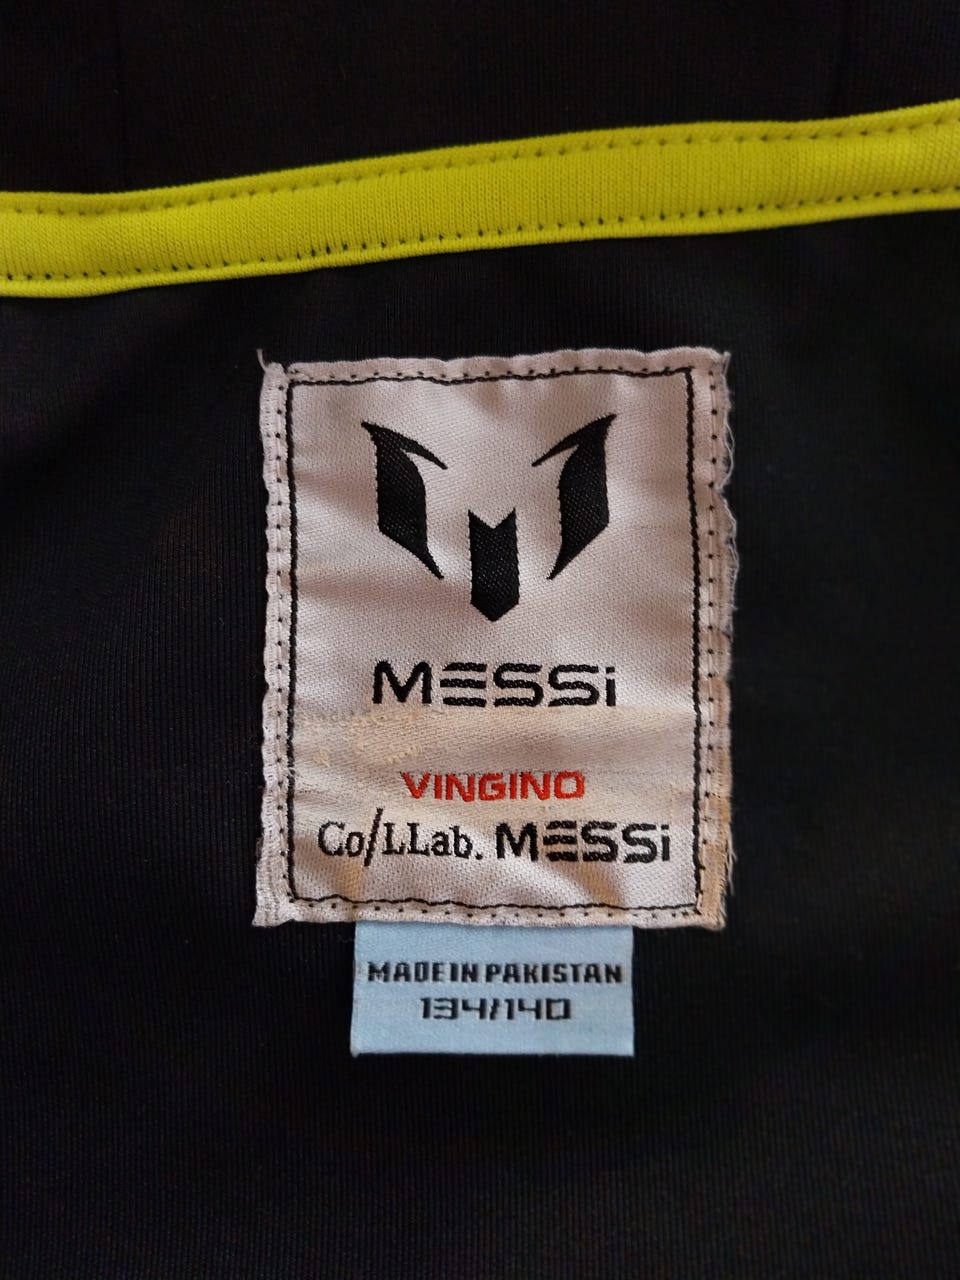 MESSi
VINGINO
Co/LLab. MESSi
MADE IN PAKISTAN
134/140